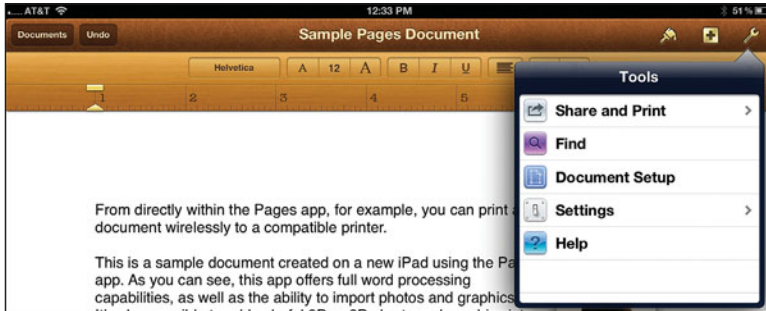 AT&T 12:33 PM 51%
Documents Undo Sample Pages Document
Helvetica A 12 A B I U
1 2 3 4 5
Tools
Share and Print
Find
Document Setup
Settings
? Help
From directly within the Pages app, for example, you can print a
document wirelessly to a compatible printer.
This is a sample document created on a new iPad using the Pa
app. As you can see, this app offers full word processing
capabilities, as well as the ability to import photos and graphics